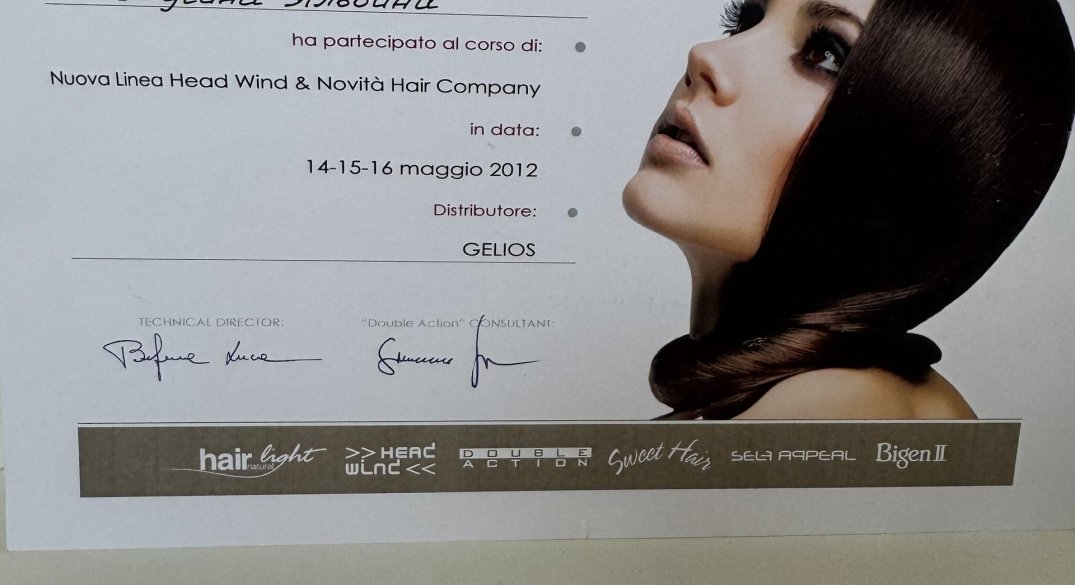 ha partecipato al corso di:
Nuova Linea Head Wind & Novità Hair Company
in data:
14-15-16 maggio 2012
Distributore:
GELIOS
TECHNICAL DIRECTOR: "Double Action" CONSULTANT:
hair natural light >> HEAD wind << DOUBLE ACTION Sweet Hair SELF APPEAL Bigen II